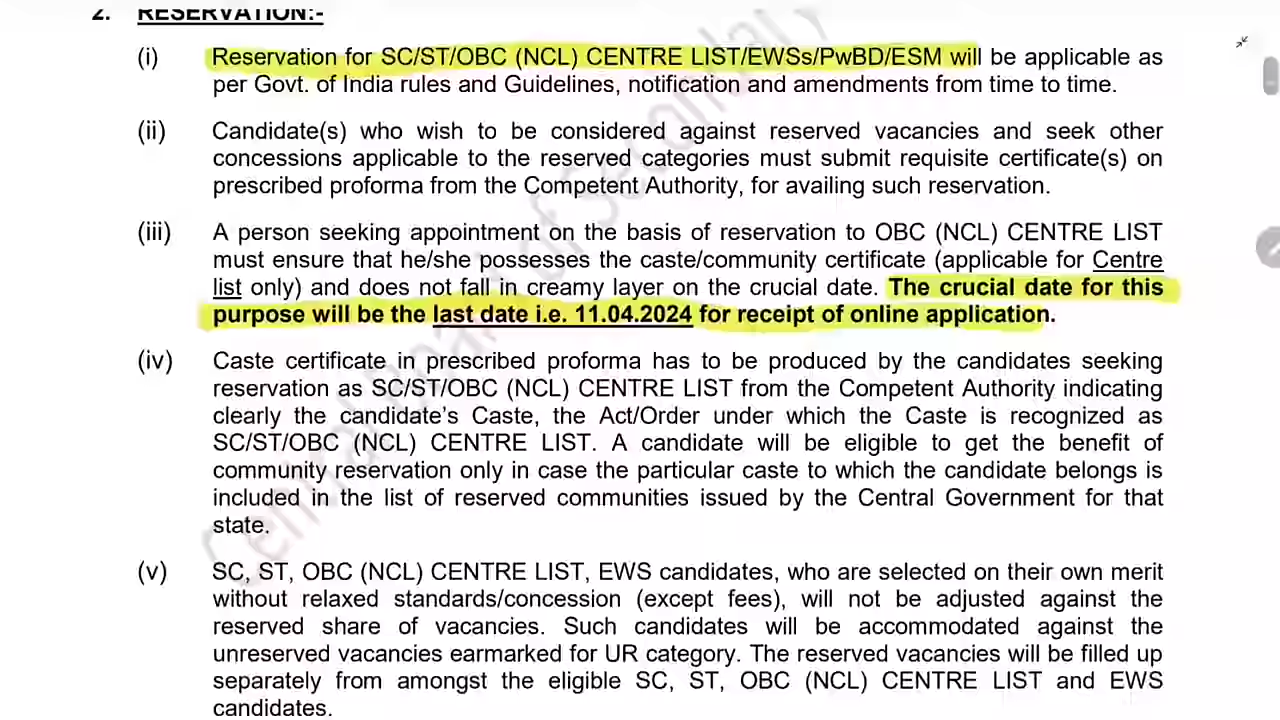 2. RESERVATION:-
(i) Reservation for SC/ST/OBC (NCL) CENTRE LIST/EWSs/PwBD/ESM will be applicable as
per Govt. of India rules and Guidelines, notification and amendments from time to time.
(ii) Candidate(s) who wish to be considered against reserved vacancies and seek other
concessions applicable to the reserved categories must submit requisite certificate(s) on
prescribed proforma from the Competent Authority, for availing such reservation.
(iii) A person seeking appointment on the basis of reservation to OBC (NCL) CENTRE LIST
must ensure that he/she possesses the caste/community certificate (applicable for Centre
list only) and does not fall in creamy layer on the crucial date. The crucial date for this
purpose will be the last date i.e. 11.04.2024 for receipt of online application.
(iv) Caste certificate in prescribed proforma has to be produced by the candidates seeking
reservation as SC/ST/OBC (NCL) CENTRE LIST from the Competent Authority indicating
clearly the candidate's Caste, the Act/Order under which the Caste is recognized as
SC/ST/OBC (NCL) CENTRE LIST. A candidate will be eligible to get the benefit of
community reservation only in case the particular caste to which the candidate belongs is
included in the list of reserved communities issued by the Central Government for that
state.
(v) SC, ST, OBC (NCL) CENTRE LIST, EWS candidates, who are selected on their own merit
without relaxed standards/concession (except fees), will not be adjusted against the
reserved share of vacancies. Such candidates will be accommodated against the
unreserved vacancies earmarked for UR category. The reserved vacancies will be filled up
separately from amongst the eligible SC, ST, OBC (NCL) CENTRE LIST and EWS
candidates.
Central of Secondary